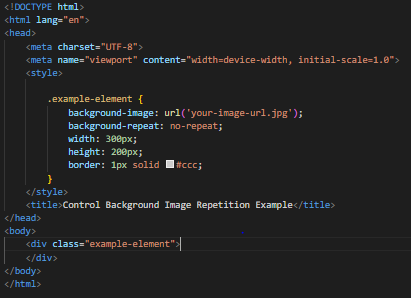 <!DOCTYPE html>
<html lang="en">
<head>
    <meta charset="UTF-8">
    <meta name="viewport" content="width=device-width, initial-scale=1.0">
    <style>

        .example-element {
            background-image: url('your-image-url.jpg');
            background-repeat: no-repeat;
            width: 300px;
            height: 200px;
            border: 1px solid #ccc;
        }
    </style>
    <title>Control Background Image Repetition Example</title>
</head>
<body>
    <div class="example-element">
    </div>
</body>
</html>